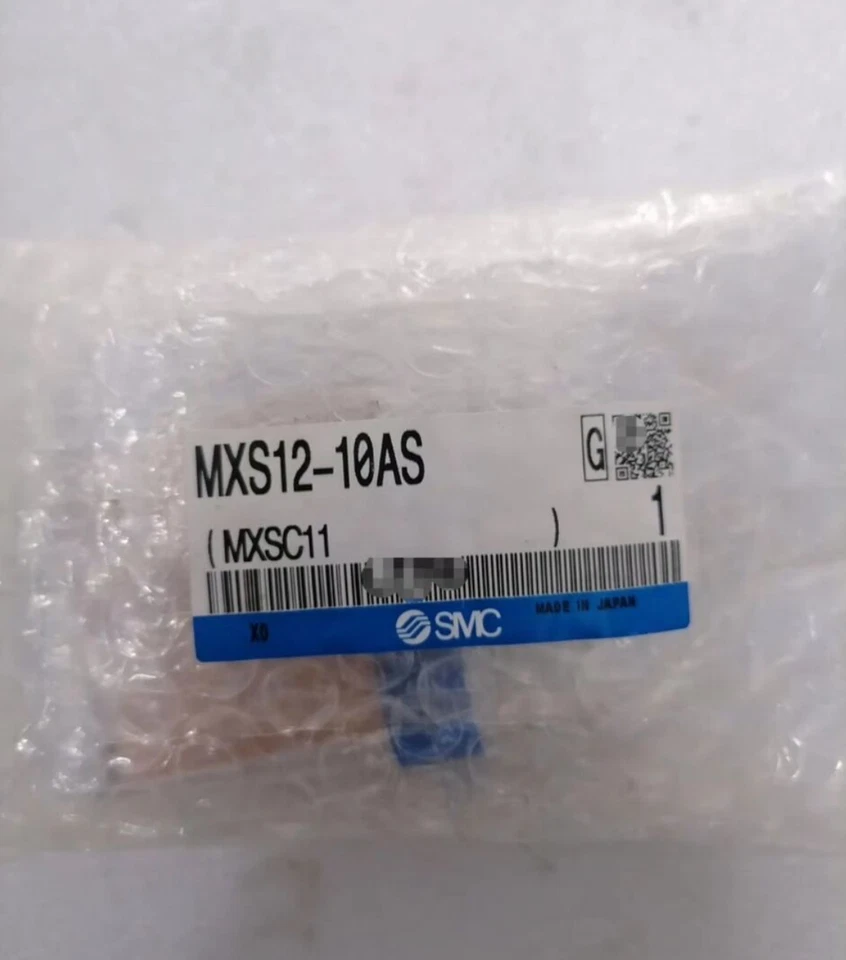 MXS12-10AS
G
(MXSC11 )
1
X0
SMC
MADE IN JAPAN